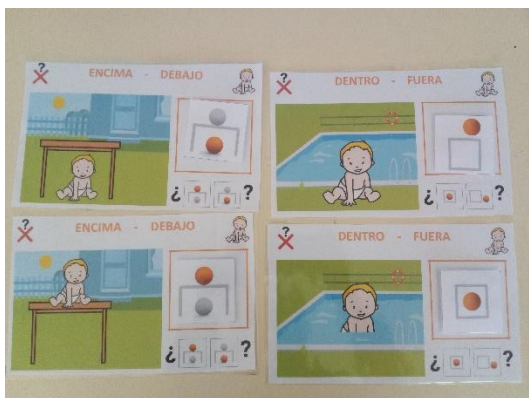 ?
ENCIMA - DEBAJO
¿ ?
?
DENTRO - FUERA
¿ ?
?
ENCIMA - DEBAJO
¿ ?
?
DENTRO - FUERA
¿ ?